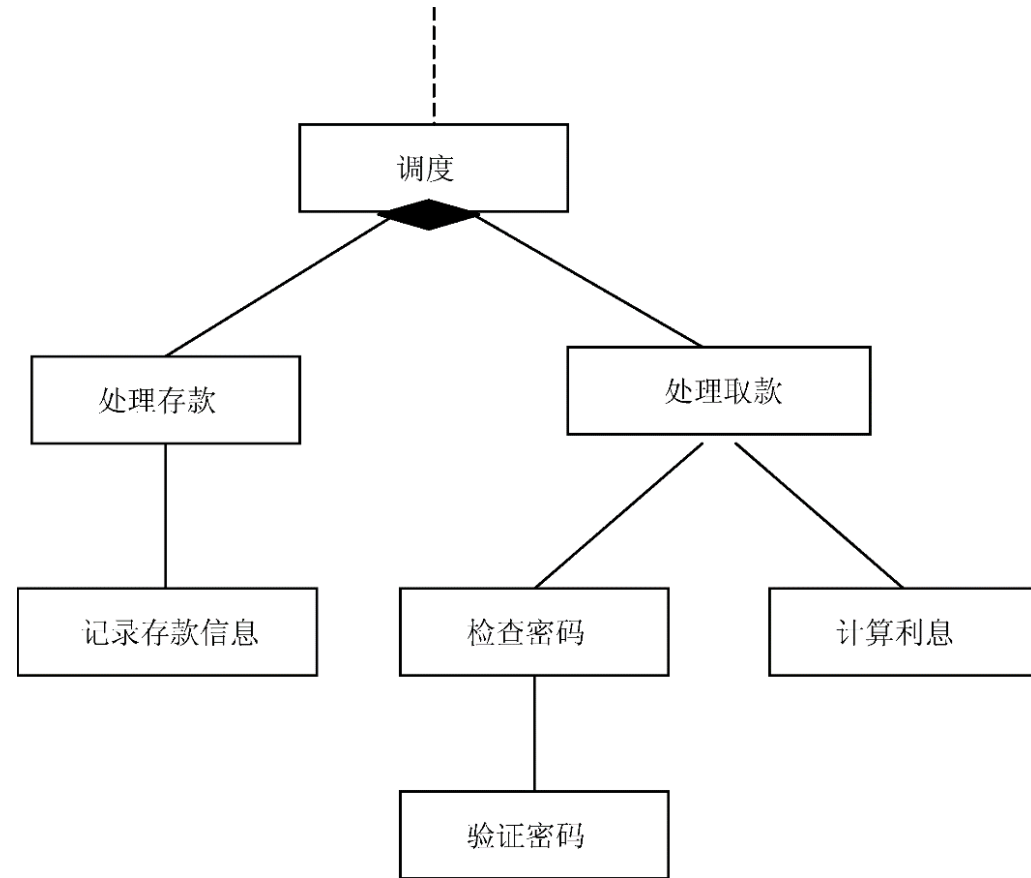 调度
处理存款
处理取款
记录存款信息
检查密码
计算利息
验证密码